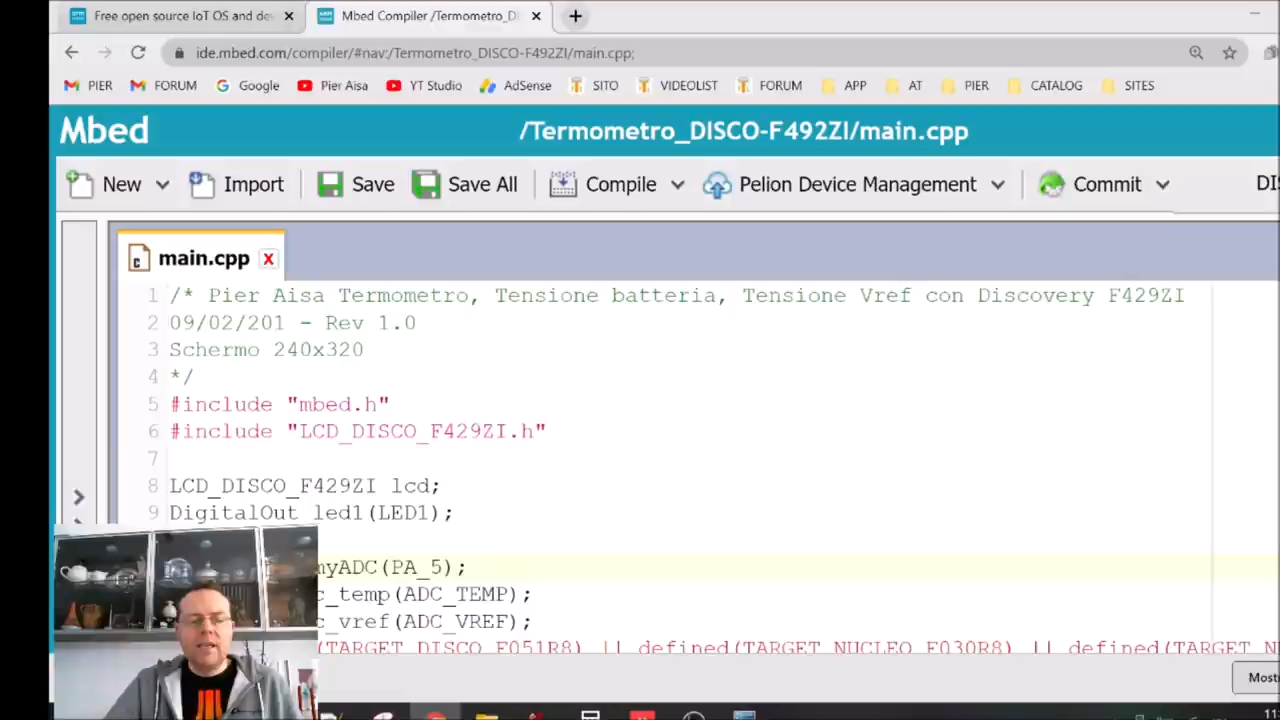 Free open source IoT OS and de
Mbed Compiler /Termometro_D
ide.mbed.com/compiler/#nav:/Termometro_DISCO-F492ZI/main.cpp;
PIER FORUM Google Pier Aisa YT Studio AdSense SITO VIDEOLIST FORUM APP AT PIER CATALOG SITES
Mbed /Termometro_DISCO-F492ZI/main.cpp
New Import Save Save All Compile Pelion Device Management Commit DI
main.cpp x
1 /* Pier Aisa Termometro, Tensione batteria, Tensione Vref con Discovery F429ZI
2 09/02/201 - Rev 1.0
3 Schermo 240x320
4 */
5 #include "mbed.h"
6 #include "LCD_DISCO_F429ZI.h"
7
8 LCD_DISCO_F429ZI lcd;
9 DigitalOut led1(LED1);
myADC(PA_5);
c_temp(ADC_TEMP);
c_vref(ADC_VREF);
(TARGET_DISCO_F051R8) || defined(TARGET_NUCLEO_F030R8) || defined(TARGET_N
Most